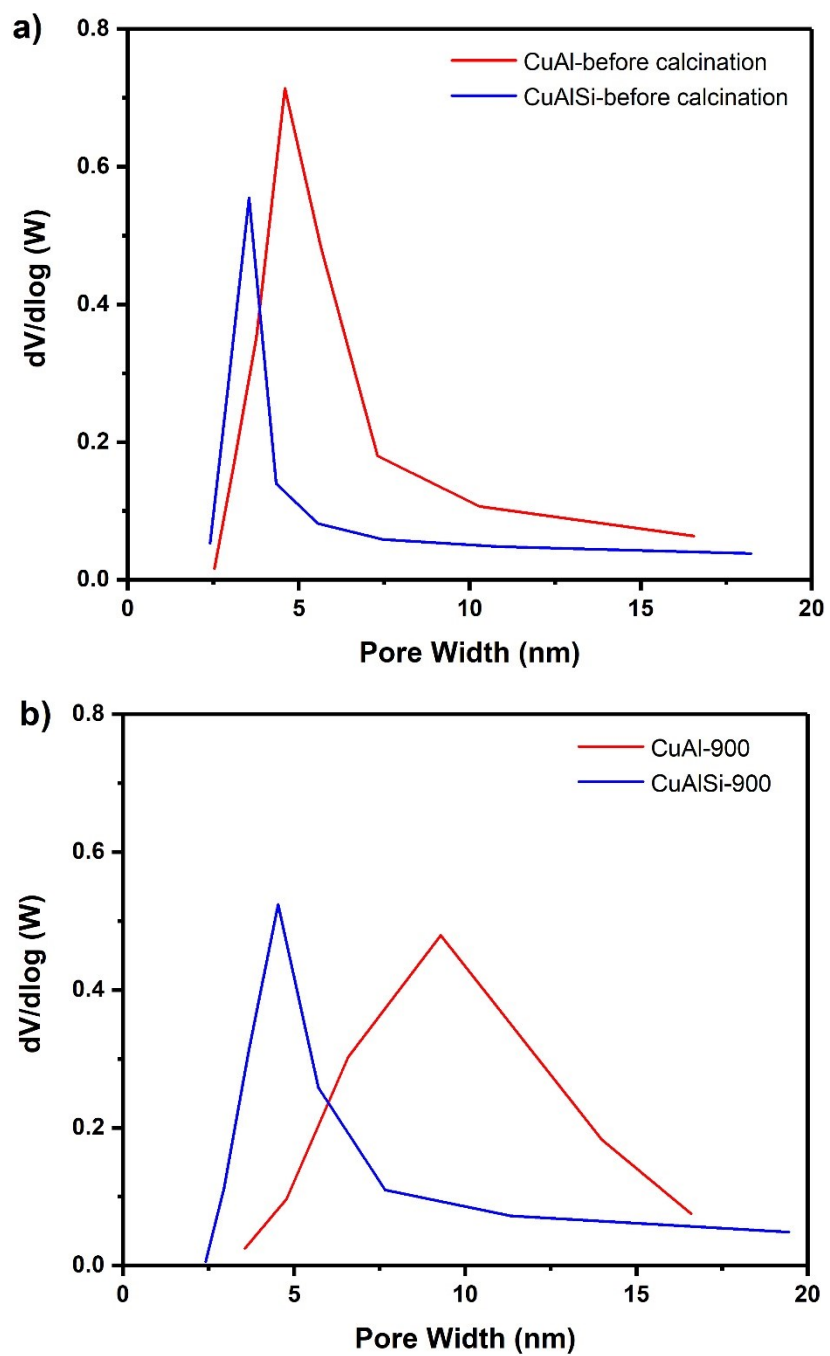 a)
0.8
CuAl-before calcination
CuAlSi-before calcination
0.6
dV/dlog (W)
0.4
0.2
0.0
0 5 10 15 20
Pore Width (nm)
b)
0.8
CuAl-900
CuAlSi-900
0.6
dV/dlog (W)
0.4
0.2
0.0
0 5 10 15 20
Pore Width (nm)